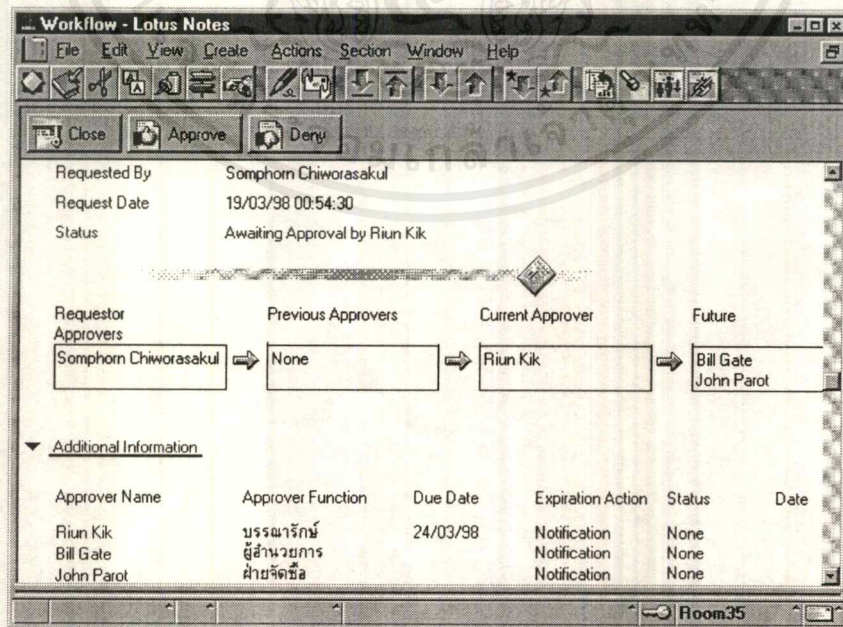 Workflow - Lotus Notes
File Edit View Create Actions Section Window Help
Close Approve Deny
Requested By Somphorn Chiworasakul
Request Date 19/03/98 00:54:30
Status Awaiting Approval by Riun Kik
Requestor Previous Approvers Current Approver Future
Approvers
Somphorn Chiworasakul None Riun Kik Bill Gate
John Parot
Additional Information
Approver Name Approver Function Due Date Expiration Action Status Date
Riun Kik บรรณารักษ์ 24/03/98 Notification None
Bill Gate ผู้อำนวยการ Notification None
John Parot ฝ่ายจัดซื้อ Notification None
Room35